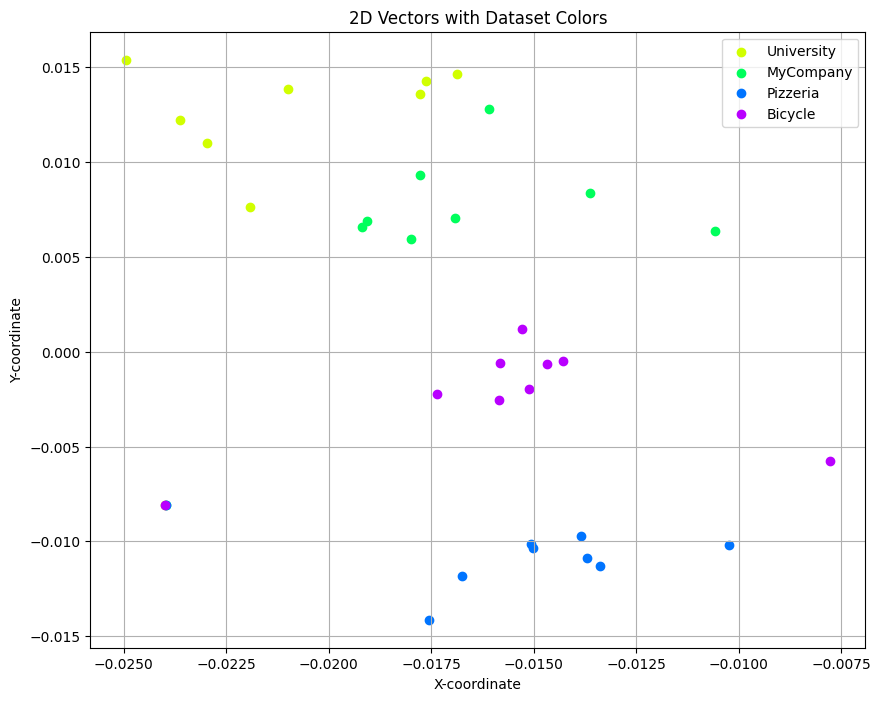 2D Vectors with Dataset Colors
University
MyCompany
Pizzeria
Bicycle
0.015
0.010
0.005
0.000
−0.005
−0.010
−0.015
Y-coordinate
−0.0250
−0.0225
−0.0200
−0.0175
−0.0150
−0.0125
−0.0100
−0.0075
X-coordinate